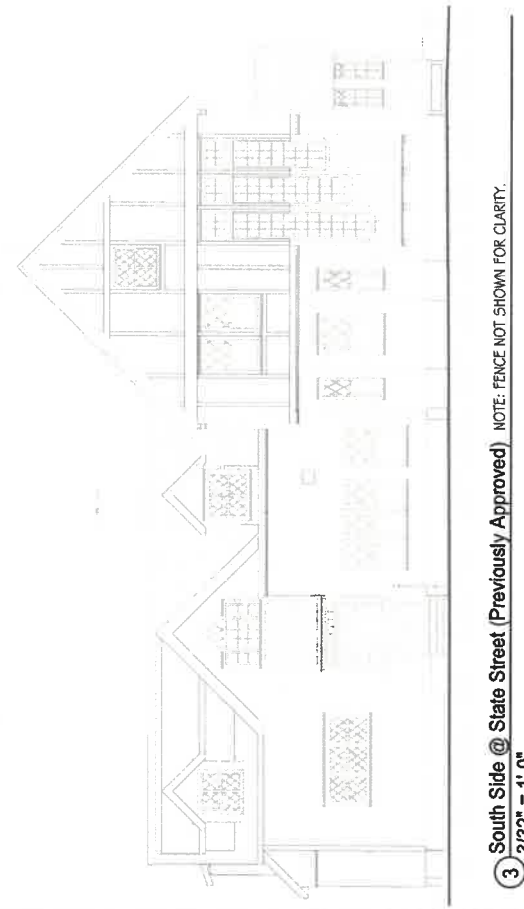 3 South Side @ State Street (Previously Approved) NOTE: FENCE NOT SHOWN FOR CLARITY.
3/32" = 1'-0"